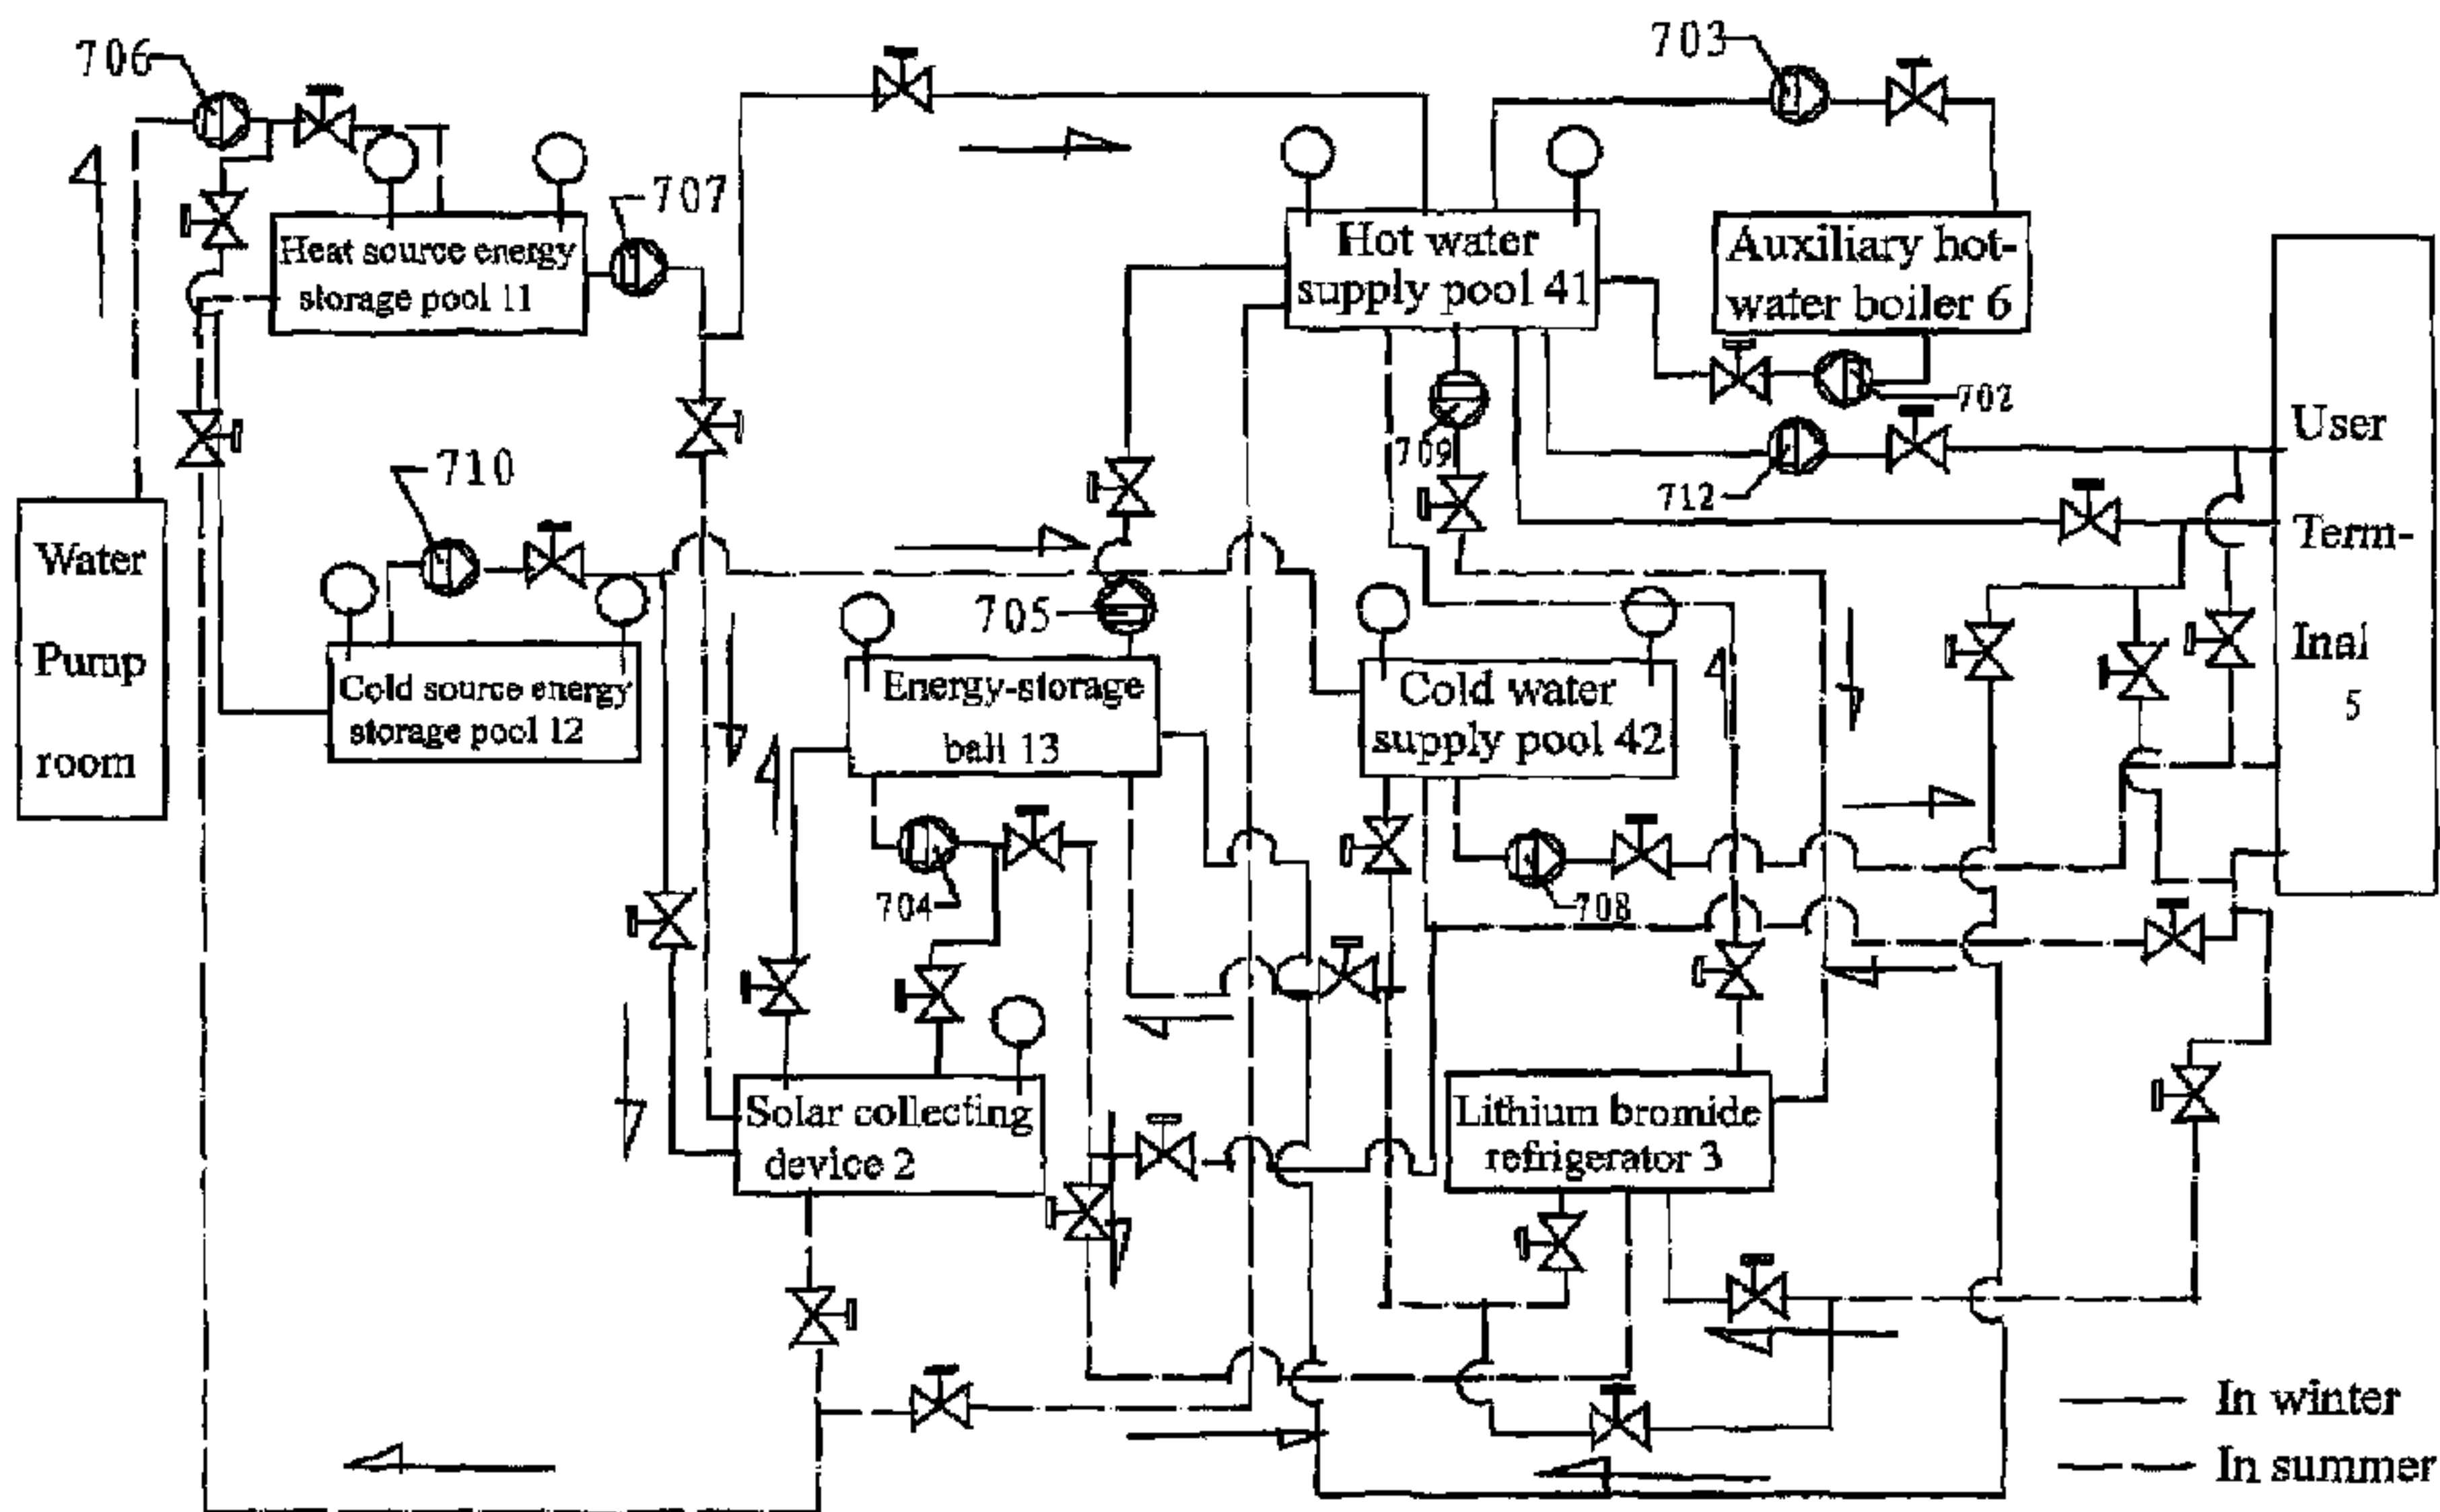 706
703
707
Heat source energy
storage pool 11
Hot water
supply pool 41
Auxiliary hot-
water boiler 6
702
709
712
710
User
Term-
Inal
5
Water
Pump
room
705
Cold source energy
storage pool 12
Energy-storage
ball 13
Cold water
supply pool 42
704
708
Solar collecting
device 2
Lithium bromide
refrigerator 3
In winter
In summer